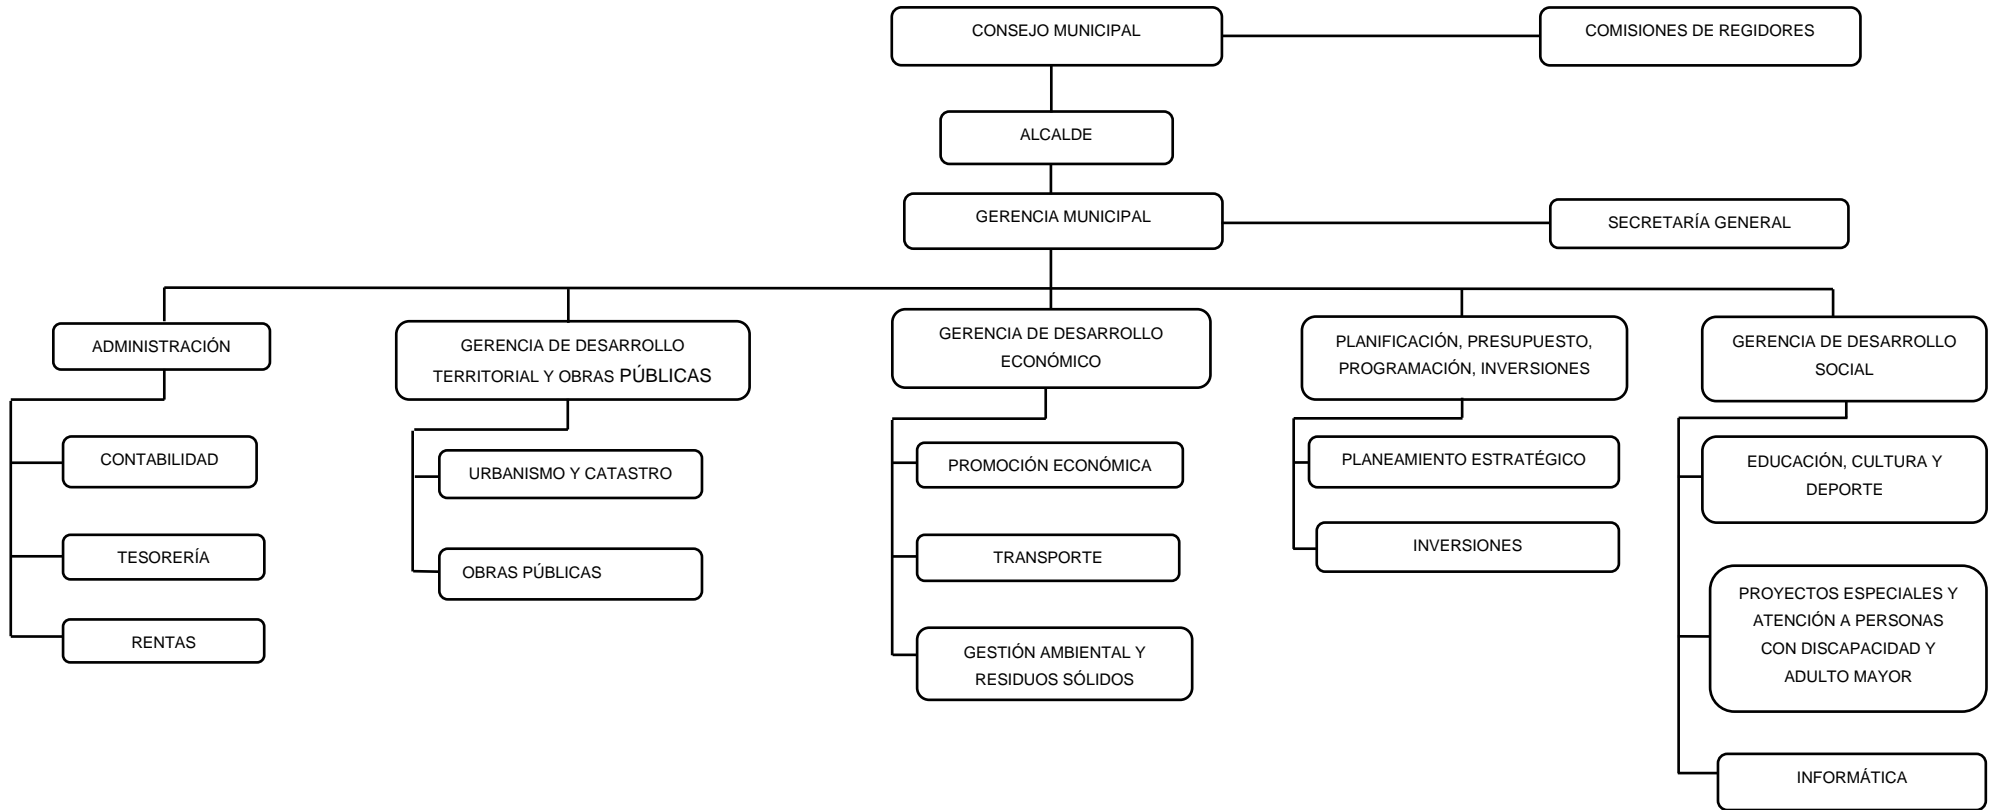 CONSEJO MUNICIPAL
COMISIONES DE REGIDORES
ALCALDE
GERENCIA MUNICIPAL
SECRETARÍA GENERAL
ADMINISTRACIÓN
CONTABILIDAD
TESORERÍA
RENTAS
GERENCIA DE DESARROLLO
TERRITORIAL Y OBRAS PÚBLICAS
URBANISMO Y CATASTRO
OBRAS PÚBLICAS
GERENCIA DE DESARROLLO
ECONÓMICO
PROMOCIÓN ECONÓMICA
TRANSPORTE
GESTIÓN AMBIENTAL Y
RESIDUOS SÓLIDOS
PLANIFICACIÓN, PRESUPUESTO,
PROGRAMACIÓN, INVERSIONES
PLANEAMIENTO ESTRATÉGICO
INVERSIONES
GERENCIA DE DESARROLLO
SOCIAL
EDUCACIÓN, CULTURA Y
DEPORTE
PROYECTOS ESPECIALES Y
ATENCIÓN A PERSONAS
CON DISCAPACIDAD Y
ADULTO MAYOR
INFORMÁTICA